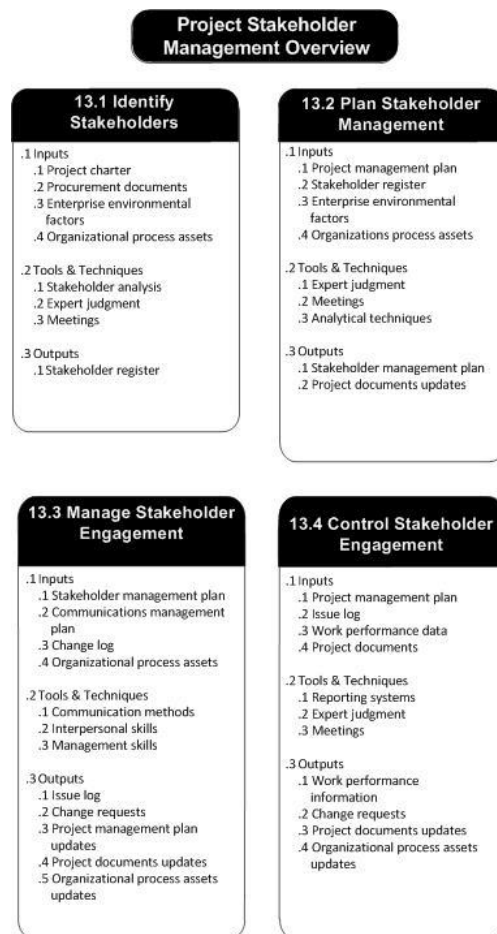 Project Stakeholder
Management Overview
13.1 Identify
Stakeholders
.1 Inputs
.1 Project charter
.2 Procurement documents
.3 Enterprise environmental
factors
.4 Organizational process assets
.2 Tools & Techniques
.1 Stakeholder analysis
.2 Expert judgment
.3 Meetings
.3 Outputs
.1 Stakeholder register
13.2 Plan Stakeholder
Management
.1 Inputs
.1 Project management plan
.2 Stakeholder register
.3 Enterprise environmental
factors
.4 Organizations process assets
.2 Tools & Techniques
.1 Expert judgment
.2 Meetings
.3 Analytical techniques
.3 Outputs
.1 Stakeholder management plan
.2 Project documents updates
13.3 Manage Stakeholder
Engagement
.1 Inputs
.1 Stakeholder management plan
.2 Communications management
plan
.3 Change log
.4 Organizational process assets
.2 Tools & Techniques
.1 Communication methods
.2 Interpersonal skills
.3 Management skills
.3 Outputs
.1 Issue log
.2 Change requests
.3 Project management plan
updates
.4 Project documents updates
.5 Organizational process assets
updates
13.4 Control Stakeholder
Engagement
.1 Inputs
.1 Project management plan
.2 Issue log
.3 Work performance data
.4 Project documents
.2 Tools & Techniques
.1 Reporting systems
.2 Expert judgment
.3 Meetings
.3 Outputs
.1 Work performance
information
.2 Change requests
.3 Project documents updates
.4 Organizational process assets
updates